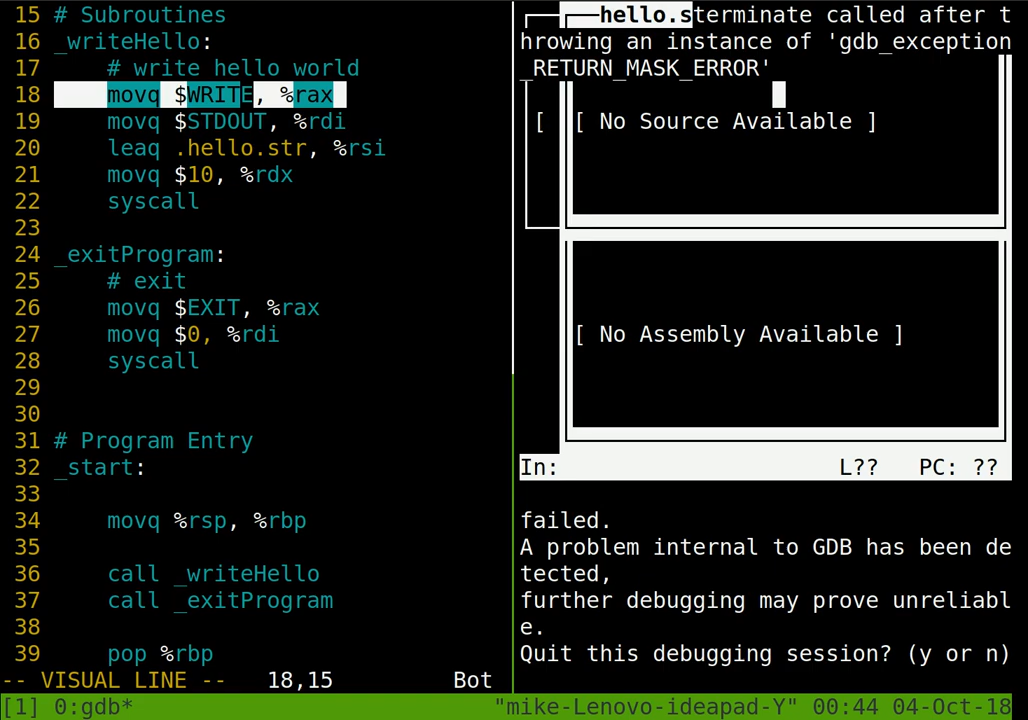 15 # Subroutines
16 _writeHello:
17     # write hello world
18     movq $WRITE, %rax
19     movq $STDOUT, %rdi
20     leaq .hello.str, %rsi
21     movq $10, %rdx
22     syscall
23
24 _exitProgram:
25     # exit
26     movq $EXIT, %rax
27     movq $0, %rdi
28     syscall
29
30
31 # Program Entry
32 _start:
33
34     movq %rsp, %rbp
35
36     call _writeHello
37     call _exitProgram
38
39     pop %rbp
-- VISUAL LINE --   18,15         Bot
hello.sterminate called after t
hrowing an instance of 'gdb_exception
_RETURN_MASK_ERROR'
[  [ No Source Available ]
[ No Assembly Available ]
In:                     L??   PC: ??
failed.
A problem internal to GDB has been de
tected,
further debugging may prove unreliabl
e.
Quit this debugging session? (y or n)
[1] 0:gdb*                           "mike-Lenovo-ideapad-Y" 00:44 04-Oct-18